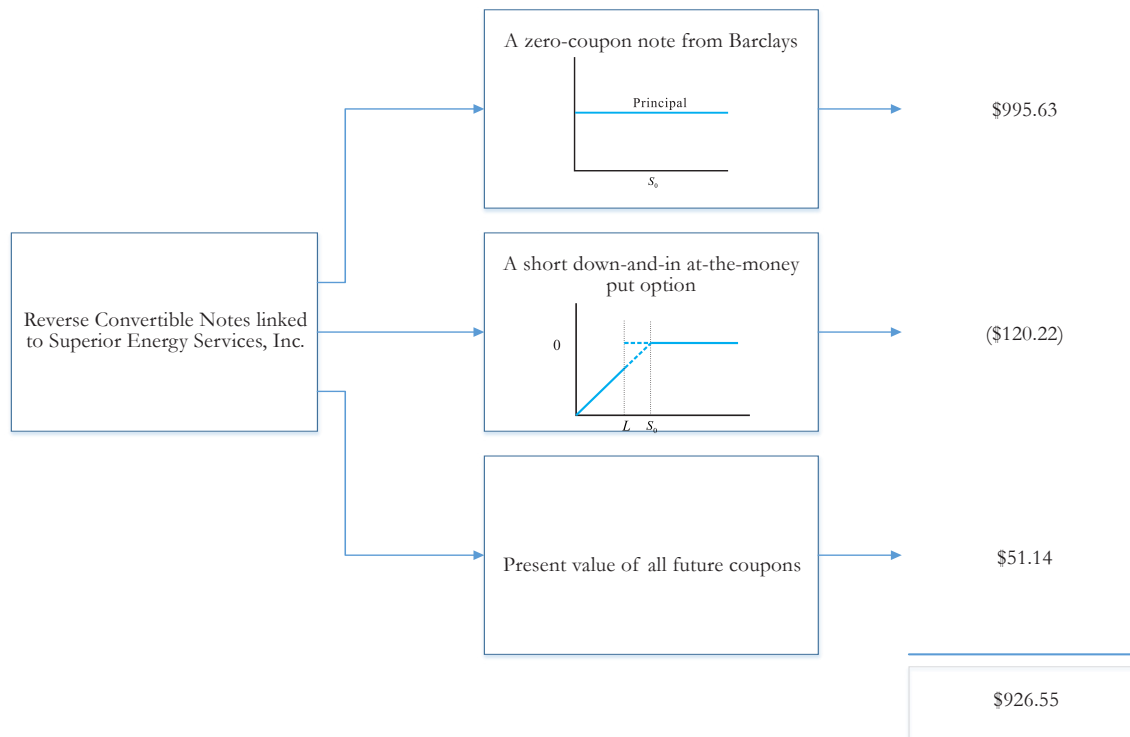 A zero-coupon note from Barclays
Principal
S₀
$995.63
Reverse Convertible Notes linked
to Superior Energy Services, Inc.
A short down-and-in at-the-money
put option
0
L S₀
($120.22)
Present value of all future coupons
$51.14
$926.55